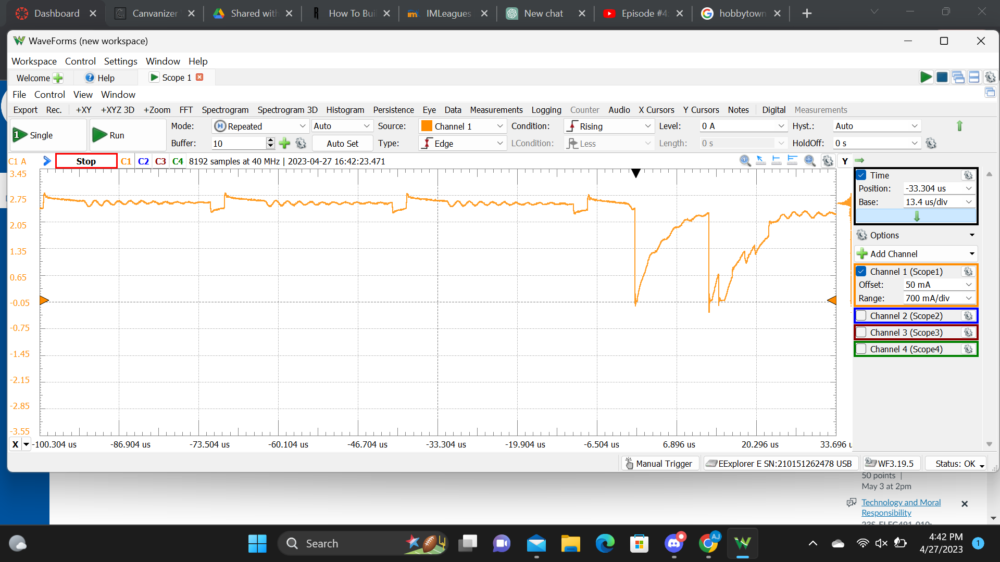 Dashboard
Canvanizer
Shared with
How To Bui
IMLeagues
New chat
Episode #4:
hobbytown
WaveForms (new workspace)
Workspace Control Settings Window Help
Welcome Help Scope 1
File Control View Window
Export Rec. +XY +XYZ 3D +Zoom FFT Spectrogram Spectrogram 3D Histogram Persistence Eye Data Measurements Logging Counter Audio X Cursors Y Cursors Notes Digital Measurements
1 Single Run
Mode: Repeated Auto Source: Channel 1 Condition: Rising Level: 0 A Hyst.: Auto
Buffer: 10 Auto Set Type: Edge LCondition: Less Length: 0 s HoldOff: 0 s
C1 A Stop C1 C2 C3 C4 8192 samples at 40 MHz | 2023-04-27 16:42:23.471 Y
3.45
2.75
2.05
1.35
0.65
-0.05
-0.75
-1.45
-2.15
-2.85
-3.55
X -100.304 us -86.904 us -73.504 us -60.104 us -46.704 us -33.304 us -19.904 us -6.504 us 6.896 us 20.296 us 33.696 u
Time
Position: -33.304 us
Base: 13.4 us/div
Options
Add Channel
Channel 1 (Scope1)
Offset: 50 mA
Range: 700 mA/div
Channel 2 (Scope2)
Channel 3 (Scope3)
Channel 4 (Scope4)
Manual Trigger EExplorer E SN:210151262478 USB WF3.19.5 Status: OK
50 points |
May 3 at 2pm
Technology and Moral
Responsibility
23S-ELEG491-010:
Search
AJ
4:42 PM
4/27/2023
1